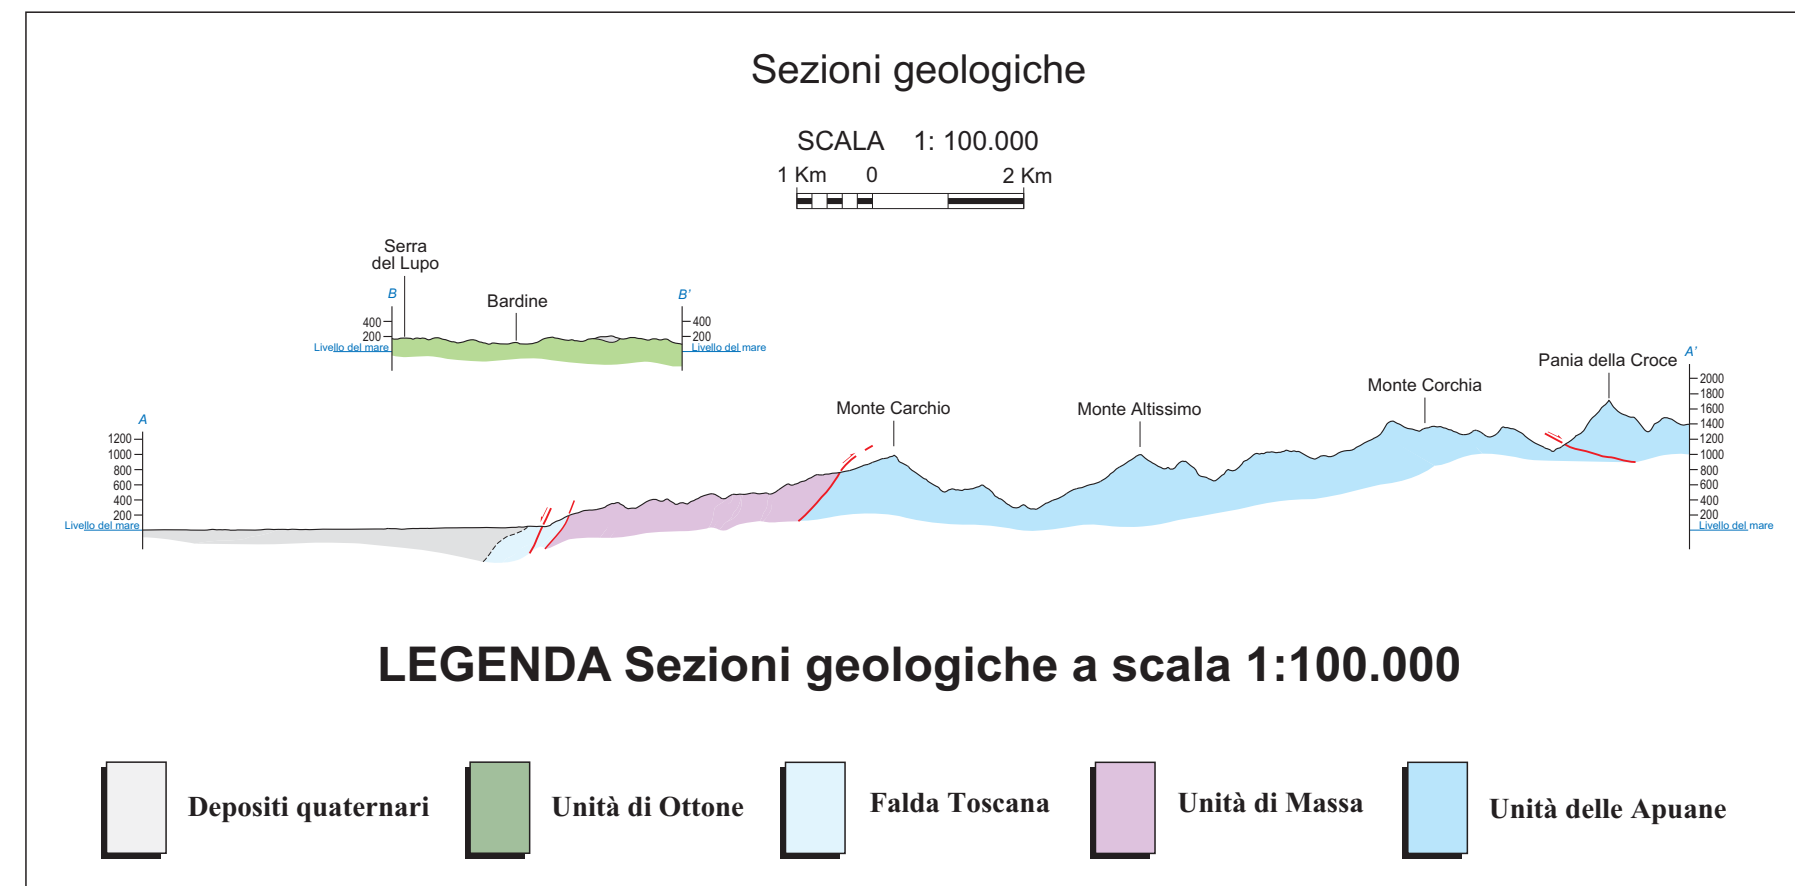 Sezioni geologiche
SCALA 1: 100.000
1 Km 0 2 Km
Serra
del Lupo
B
Bardine
B'
400
200
Livello del mare
400
200
Livello del mare
A
1200
1000
800
600
400
200
Livello del mare
Monte Carchio
Monte Altissimo
Monte Corchia
Pania della Croce
A'
2000
1800
1600
1400
1200
1000
800
600
400
200
Livello del mare
LEGENDA Sezioni geologiche a scala 1:100.000
Depositi quaternari
Unità di Ottone
Falda Toscana
Unità di Massa
Unità delle Apuane